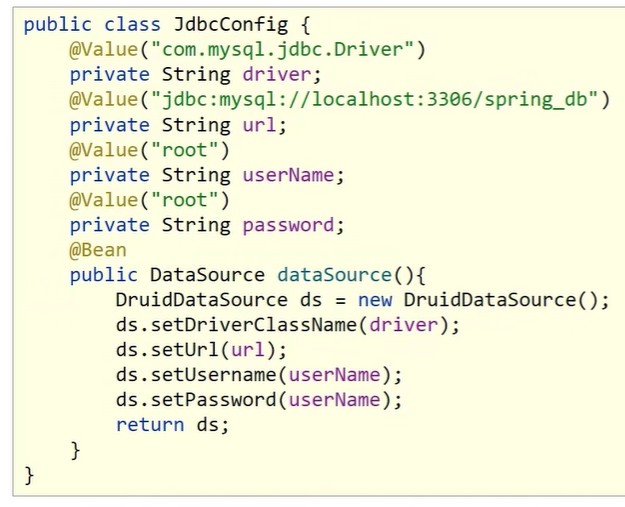 public class JdbcConfig {
    @Value("com.mysql.jdbc.Driver")
    private String driver;
    @Value("jdbc:mysql://localhost:3306/spring_db")
    private String url;
    @Value("root")
    private String userName;
    @Value("root")
    private String password;
    @Bean
    public DataSource dataSource(){
        DruidDataSource ds = new DruidDataSource();
        ds.setDriverClassName(driver);
        ds.setUrl(url);
        ds.setUsername(userName);
        ds.setPassword(userName);
        return ds;
    }
}